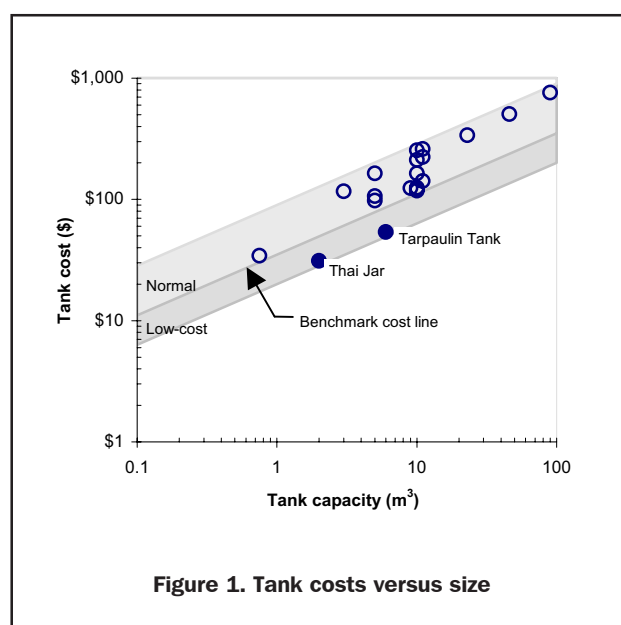 $1,000
$100
$10
$1
Tank cost ($)
Normal
Low-cost
Tarpaulin Tank
Thai Jar
Benchmark cost line
0.1 1 10 100
Tank capacity (m³)
Figure 1. Tank costs versus size